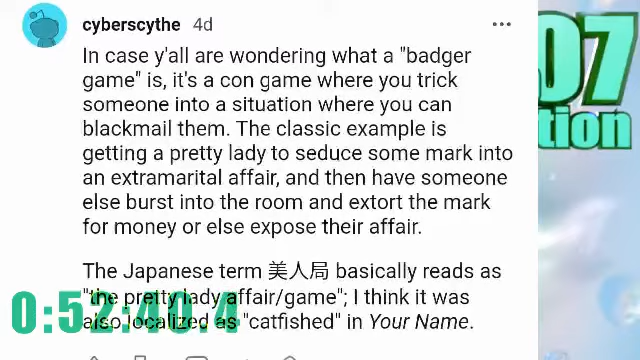 cyberscythe 4d
In case y'all are wondering what a "badger
game" is, it's a con game where you trick
someone into a situation where you can
blackmail them. The classic example is
getting a pretty lady to seduce some mark into
an extramarital affair, and then have someone
else burst into the room and extort the mark
for money or else expose their affair.
The Japanese term 美人局 basically reads as
"the pretty lady affair/game"; I think it was
also localized as "catfished" in Your Name.
0:52:40.4
07
tion